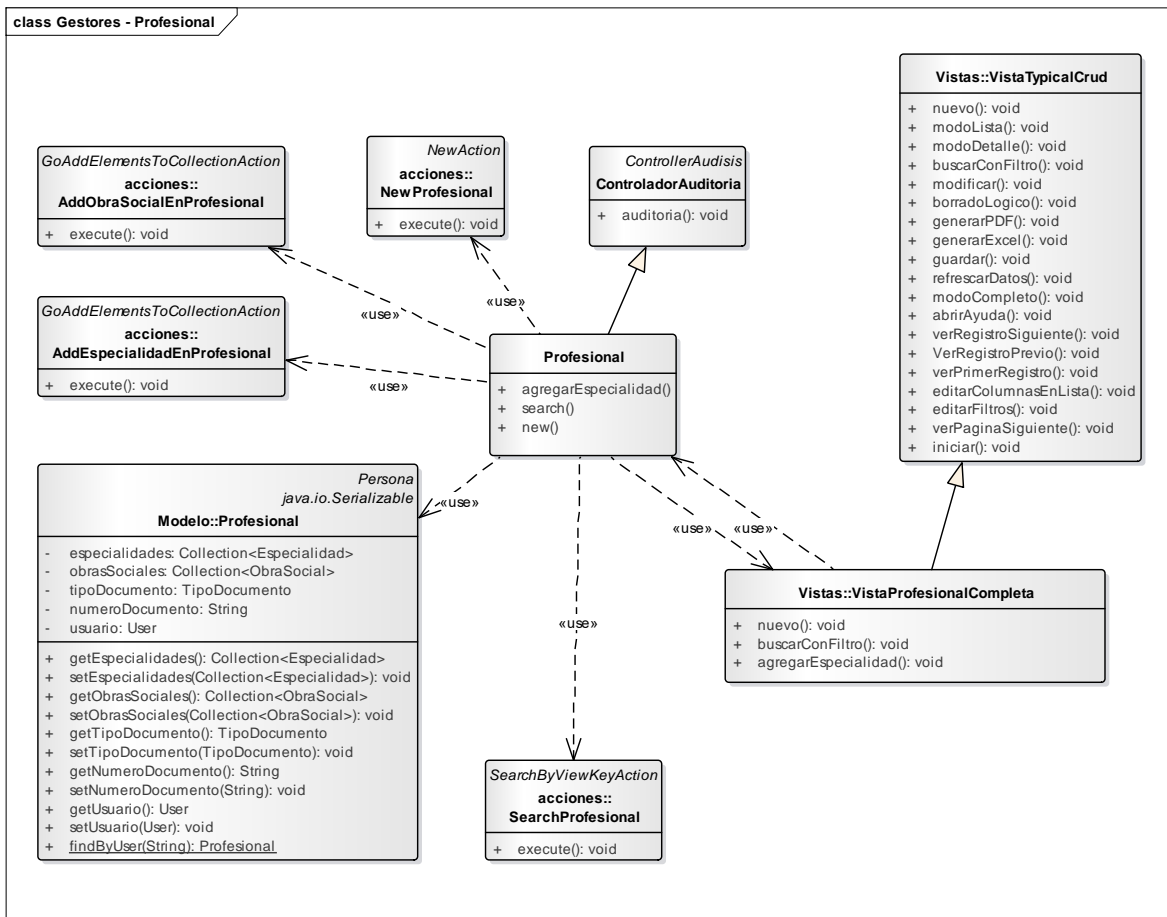 class Gestores - Profesional
GoAddElementsToCollectionAction
acciones::
AddObraSocialEnProfesional
+ execute(): void
NewAction
acciones::
NewProfesional
+ execute(): void
ControllerAudisis
ControladorAuditoria
+ auditoria(): void
Vistas::VistaTypicalCrud
+ nuevo(): void
+ modoLista(): void
+ modoDetalle(): void
+ buscarConFiltro(): void
+ modificar(): void
+ borradoLogico(): void
+ generarPDF(): void
+ generarExcel(): void
+ guardar(): void
+ refrescarDatos(): void
+ modoCompleto(): void
+ abrirAyuda(): void
+ verRegistroSiguiente(): void
+ VerRegistroPrevio(): void
+ verPrimerRegistro(): void
+ editarColumnasEnLista(): void
+ editarFiltros(): void
+ verPaginaSiguiente(): void
+ iniciar(): void
GoAddElementsToCollectionAction
acciones::
AddEspecialidadEnProfesional
+ execute(): void
«use»
«use»
«use»
Profesional
+ agregarEspecialidad()
+ search()
+ new()
Persona
java.io.Serializable
Modelo::Profesional
- especialidades: Collection<Especialidad>
- obrasSociales: Collection<ObraSocial>
- tipoDocumento: TipoDocumento
- numeroDocumento: String
- usuario: User
+ getEspecialidades(): Collection<Especialidad>
+ setEspecialidades(Collection<Especialidad>): void
+ getObrasSociales(): Collection<ObraSocial>
+ setObrasSociales(Collection<ObraSocial>): void
+ getTipoDocumento(): TipoDocumento
+ setTipoDocumento(TipoDocumento): void
+ getNumeroDocumento(): String
+ setNumeroDocumento(String): void
+ getUsuario(): User
+ setUsuario(User): void
+ findByUser(String): Profesional
«use»
«use»
«use»
«use»
Vistas::VistaProfesionalCompleta
+ nuevo(): void
+ buscarConFiltro(): void
+ agregarEspecialidad(): void
SearchByViewKeyAction
acciones::
SearchProfesional
+ execute(): void